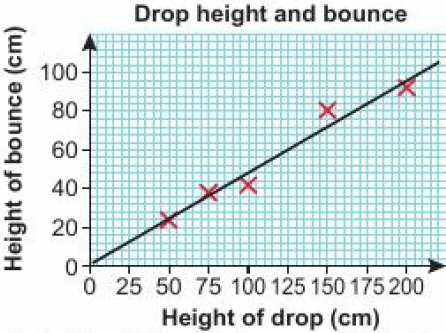 Drop height and bounce
Height of bounce (cm)
100
80
60
40
20
0
0 25 50 75 100 125 150 175 200
Height of drop (cm)